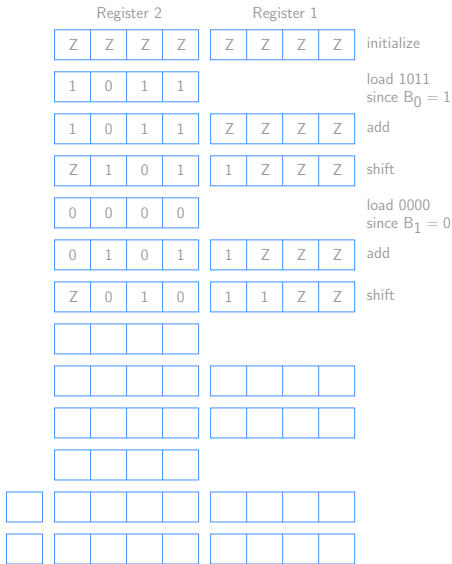 Register 2 Register 1
Z Z Z Z Z Z Z Z initialize
1 0 1 1 load 1011
since B0 = 1
1 0 1 1 Z Z Z Z add
Z 1 0 1 1 Z Z Z shift
0 0 0 0 load 0000
since B1 = 0
0 1 0 1 1 Z Z Z add
Z 0 1 0 1 1 Z Z shift